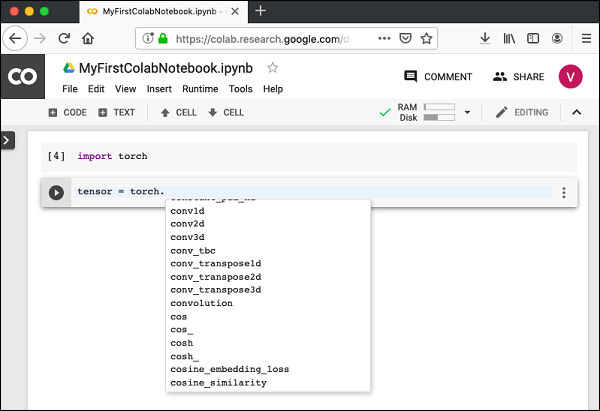 MyFirstColabNotebook.ipynb -
https://colab.research.google.com/d
CO MyFirstColabNotebook.ipynb
COMMENT SHARE V
File Edit View Insert Runtime Tools Help
CODE TEXT CELL CELL RAM Disk EDITING
[4] import torch
tensor = torch.
conv1d
conv2d
conv3d
conv_tbc
conv_transpose1d
conv_transpose2d
conv_transpose3d
convolution
cos
cos_
cosh
cosh_
cosine_embedding_loss
cosine_similarity